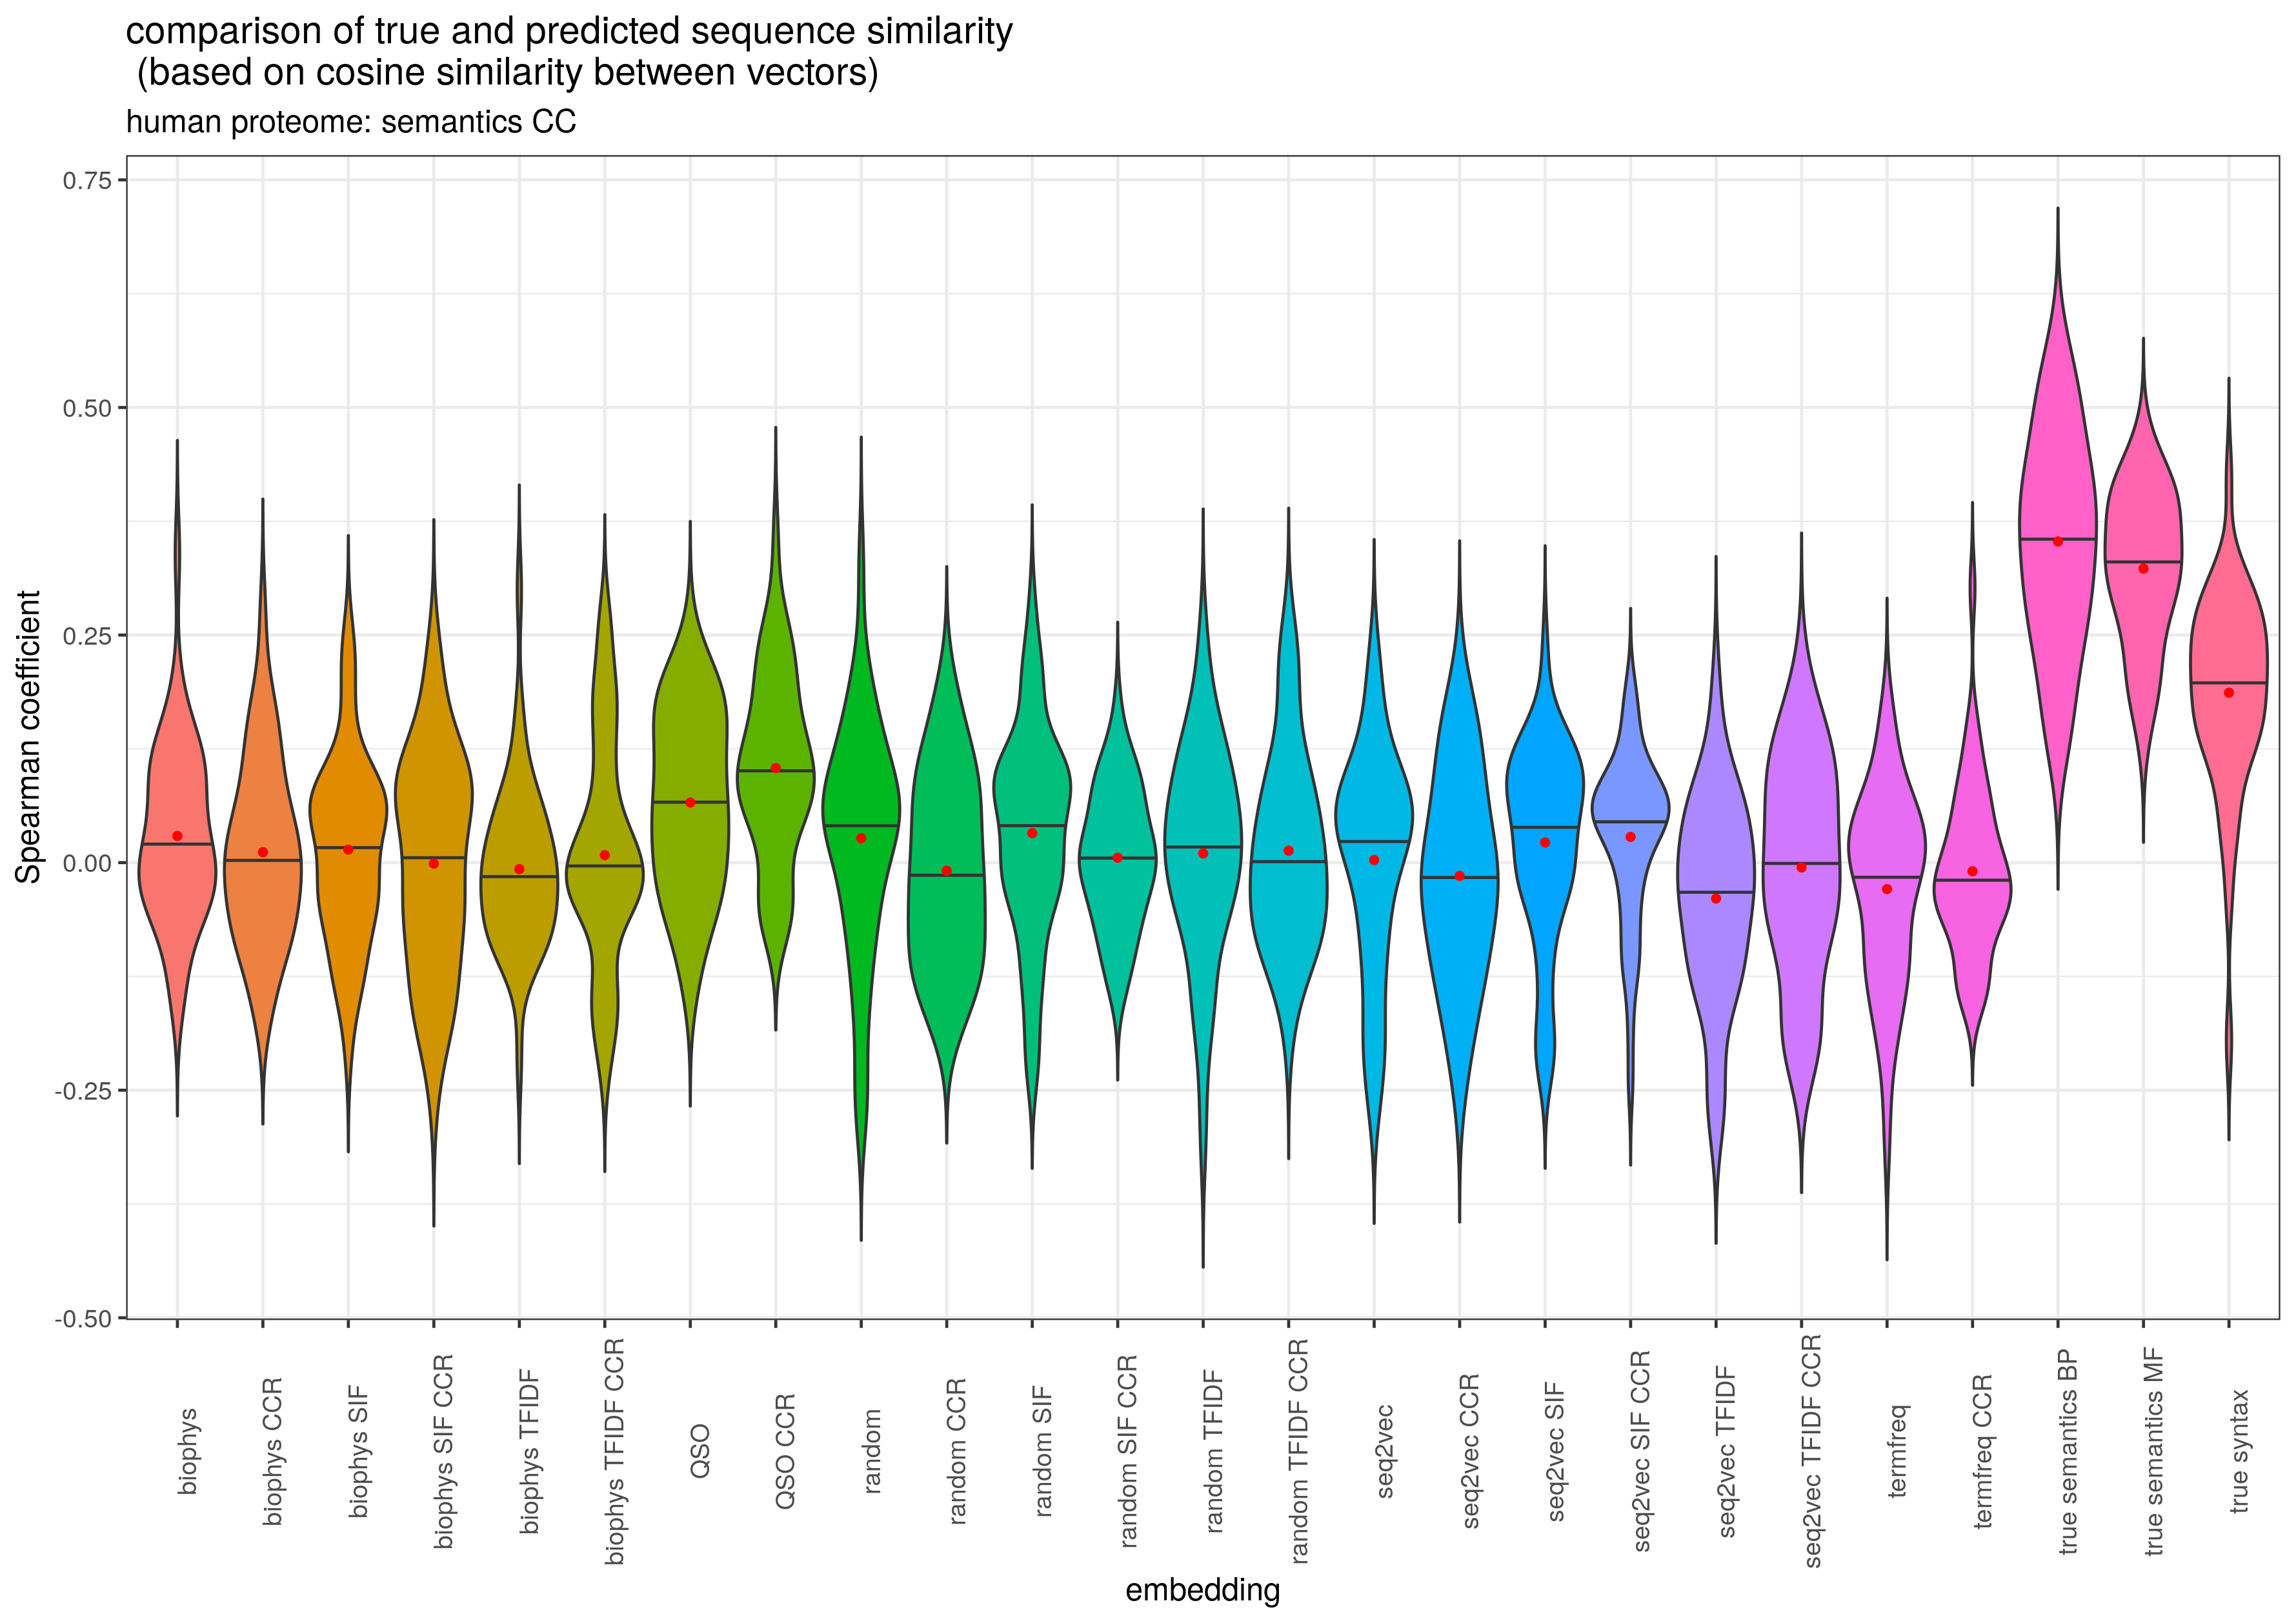 comparison of true and predicted sequence similarity
(based on cosine similarity between vectors)
human proteome: semantics CC
Spearman coefficient
0.75
0.50
0.25
0.00
-0.25
-0.50
biophys
biophys CCR
biophys SIF
biophys SIF CCR
biophys TFIDF
biophys TFIDF CCR
QSO
QSO CCR
random
random CCR
random SIF
random SIF CCR
random TFIDF
random TFIDF CCR
seq2vec
seq2vec CCR
seq2vec SIF
seq2vec SIF CCR
seq2vec TFIDF
seq2vec TFIDF CCR
termfreq
termfreq CCR
true semantics BP
true semantics MF
true syntax
embedding